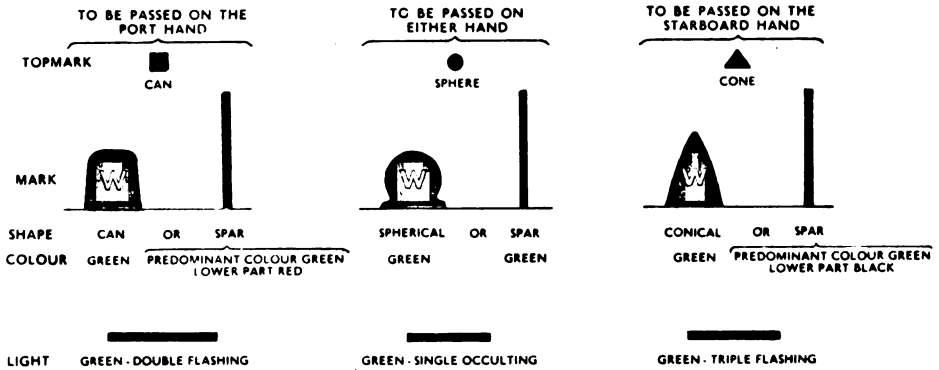 TO BE PASSED ON THE
PORT HAND
TO BE PASSED ON
EITHER HAND
TO BE PASSED ON THE
STARBOARD HAND
TOPMARK
CAN
SPHERE
CONE
MARK
W
W
W
SHAPE
CAN OR SPAR
SPHERICAL OR SPAR
CONICAL OR SPAR
COLOUR
GREEN
PREDOMINANT COLOUR GREEN
LOWER PART RED
GREEN
GREEN
GREEN
PREDOMINANT COLOUR GREEN
LOWER PART BLACK
LIGHT
GREEN - DOUBLE FLASHING
GREEN - SINGLE OCCULTING
GREEN - TRIPLE FLASHING